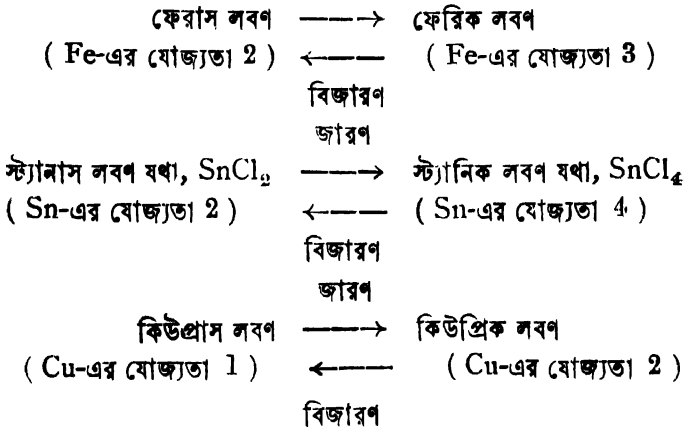 ফেরাস লবণ ———→ ফেরিক লবণ
( Fe-এর যোজ্যতা 2 ) ←——— ( Fe-এর যোজ্যতা 3 )
বিজারণ
জারণ
স্ট্যানাস লবণ যথা, SnCl₂ ———→ স্ট্যানিক লবণ যথা, SnCl₄
( Sn-এর যোজ্যতা 2 ) ←——— ( Sn-এর যোজ্যতা 4 )
বিজারণ
জারণ
কিউপ্রাস লবণ ———→ কিউপ্রিক লবণ
( Cu-এর যোজ্যতা 1 ) ←——— ( Cu-এর যোজ্যতা 2 )
বিজারণ